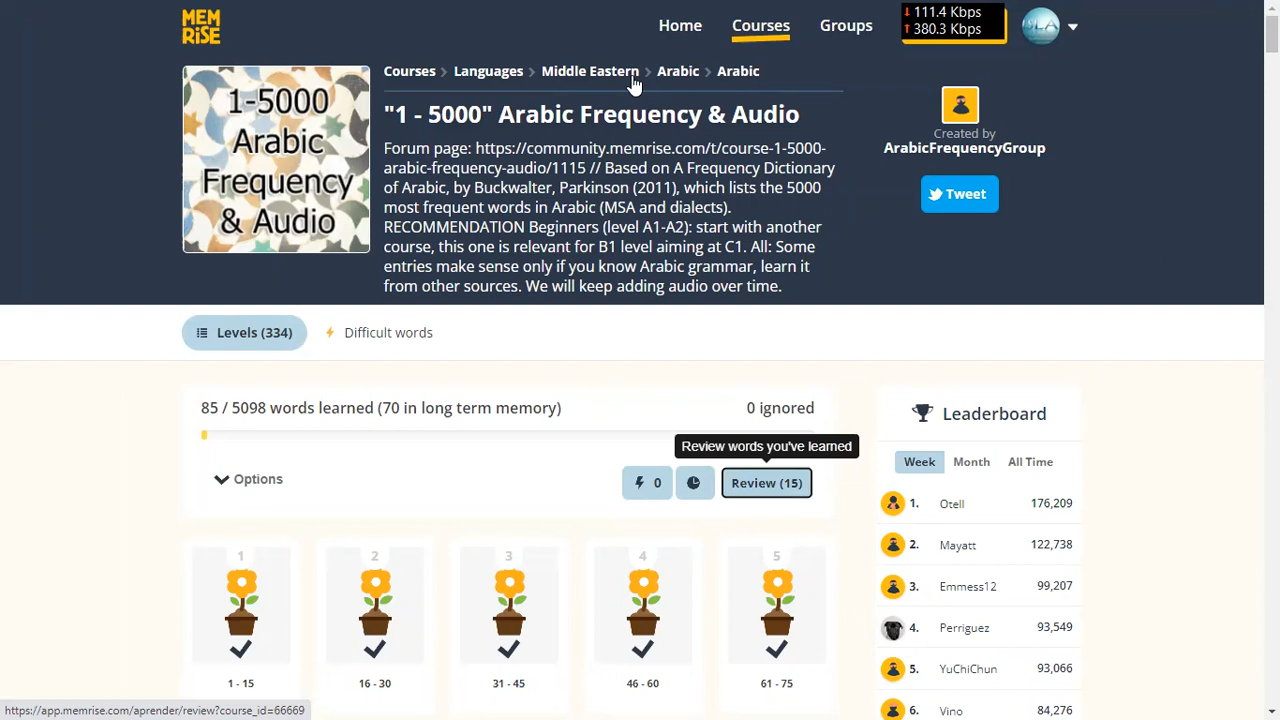 MEM
RiSE
Home
Courses
Groups
↓ 111.4 Kbps
↑ 380.3 Kbps
Courses > Languages > Middle Eastern > Arabic > Arabic
1-5000
Arabic
Frequency
& Audio
"1 - 5000" Arabic Frequency & Audio
Forum page: https://community.memrise.com/t/course-1-5000-
arabic-frequency-audio/1115 // Based on A Frequency Dictionary
of Arabic, by Buckwalter, Parkinson (2011), which lists the 5000
most frequent words in Arabic (MSA and dialects).
RECOMMENDATION Beginners (level A1-A2): start with another
course, this one is relevant for B1 level aiming at C1. All: Some
entries make sense only if you know Arabic grammar, learn it
from other sources. We will keep adding audio over time.
Created by
ArabicFrequencyGroup
Tweet
Levels (334)
Difficult words
85 / 5098 words learned (70 in long term memory)
0 ignored
Review words you've learned
Options
0
Review (15)
1
2
3
4
5
1 - 15
16 - 30
31 - 45
46 - 60
61 - 75
Leaderboard
Week
Month
All Time
1. Otell 176,209
2. Mayatt 122,738
3. Emmess12 99,207
4. Perriguez 93,549
5. YuChiChun 93,066
6. Vino 84,276
https://app.memrise.com/aprender/review?course_id=66669